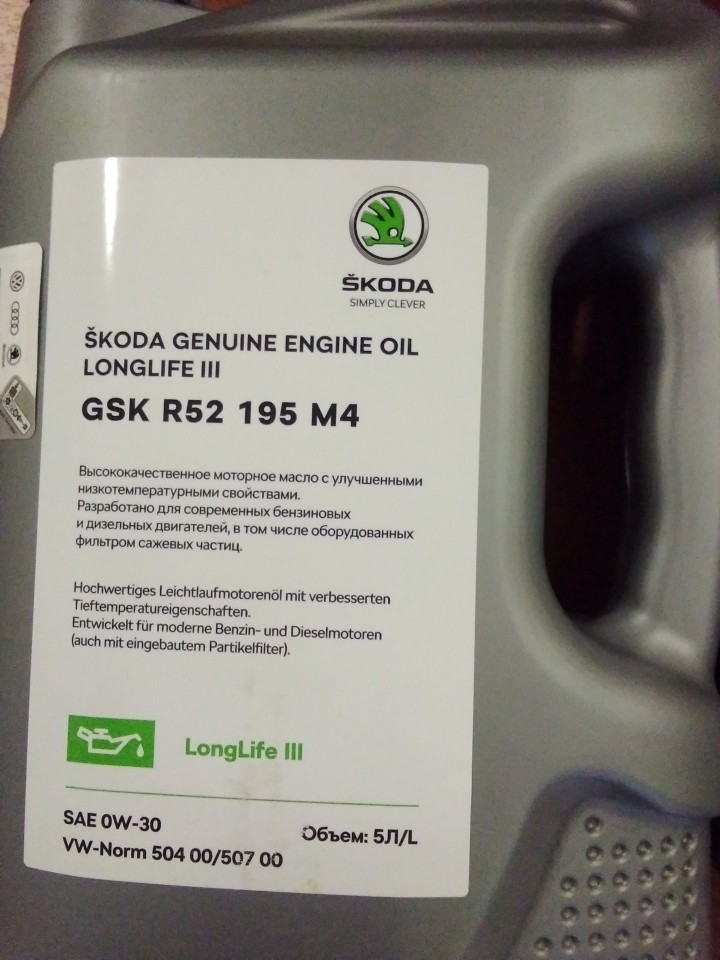 ŠKODA
SIMPLY CLEVER
ŠKODA GENUINE ENGINE OIL
LONGLIFE III
GSK R52 195 M4
Высококачественное моторное масло с улучшенными
низкотемпературными свойствами.
Разработано для современных бензиновых
и дизельных двигателей, в том числе оборудованных
фильтром сажевых частиц.
Hochwertiges Leichtlaufmotorenöl mit verbesserten
Tieftemperatureigenschaften.
Entwickelt für moderne Benzin- und Dieselmotoren
(auch mit eingebautem Partikelfilter).
LongLife III
SAE 0W-30
Объем: 5Л/L
VW-Norm 504 00/507 00